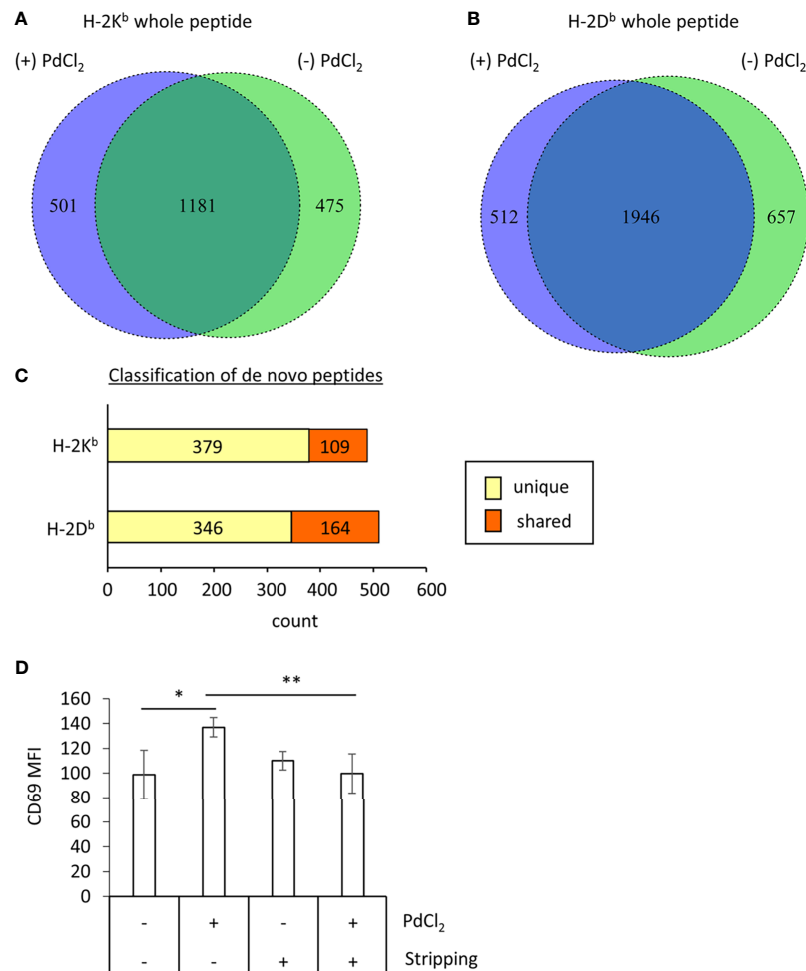 A
H-2Kᵇ whole peptide
(+) PdCl₂
(-) PdCl₂
501
1181
475
B
H-2Dᵇ whole peptide
(+) PdCl₂
(-) PdCl₂
512
1946
657
C
Classification of de novo peptides
H-2Kᵇ
379
109
H-2Dᵇ
346
164
0 100 200 300 400 500 600
count
unique
shared
D
* **
160
140
120
100
80
60
40
20
0
CD69 MFI
- + - + PdCl₂
- - + + Stripping